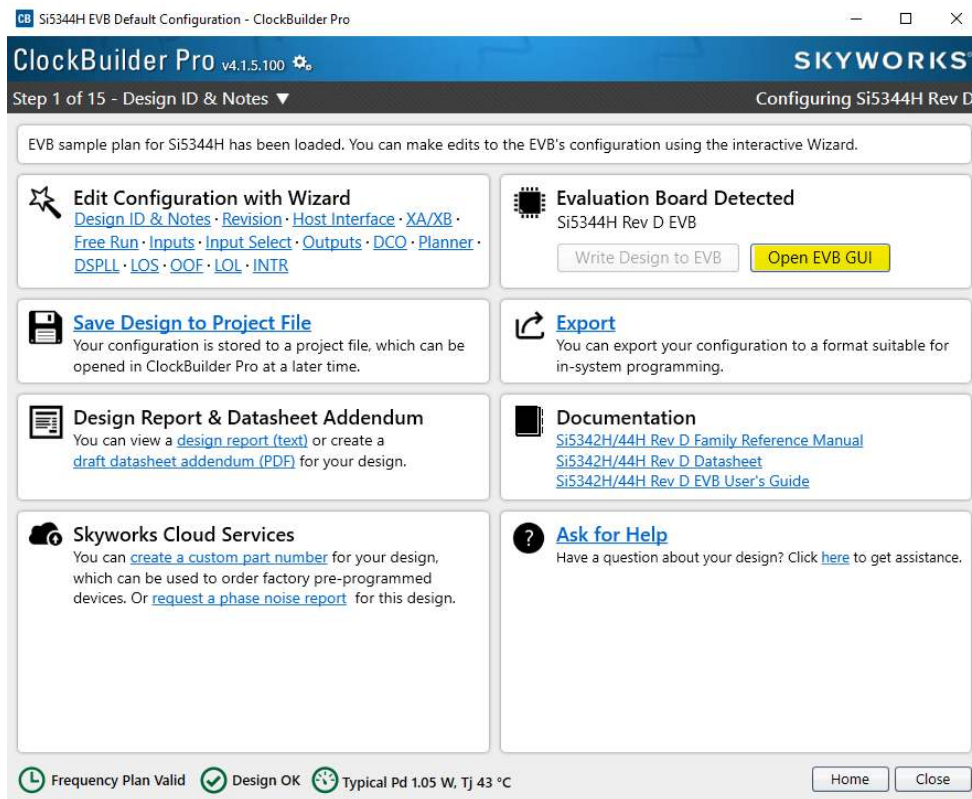 CB Si5344H EVB Default Configuration - ClockBuilder Pro
ClockBuilder Pro v4.1.5.100
SKYWORKS
Step 1 of 15 - Design ID & Notes ▼
Configuring Si5344H Rev D
EVB sample plan for Si5344H has been loaded. You can make edits to the EVB's configuration using the interactive Wizard.
Edit Configuration with Wizard
Design ID & Notes · Revision · Host Interface · XA/XB ·
Free Run · Inputs · Input Select · Outputs · DCO · Planner ·
DSPLL · LOS · OOF · LOL · INTR
Evaluation Board Detected
Si5344H Rev D EVB
Write Design to EVB
Open EVB GUI
Save Design to Project File
Your configuration is stored to a project file, which can be
opened in ClockBuilder Pro at a later time.
Export
You can export your configuration to a format suitable for
in-system programming.
Design Report & Datasheet Addendum
You can view a design report (text) or create a
draft datasheet addendum (PDF) for your design.
Documentation
Si5342H/44H Rev D Family Reference Manual
Si5342H/44H Rev D Datasheet
Si5342H/44H Rev D EVB User's Guide
Skyworks Cloud Services
You can create a custom part number for your design,
which can be used to order factory pre-programmed
devices. Or request a phase noise report for this design.
? Ask for Help
Have a question about your design? Click here to get assistance.
Frequency Plan Valid
Design OK
Typical Pd 1.05 W, Tj 43 °C
Home
Close